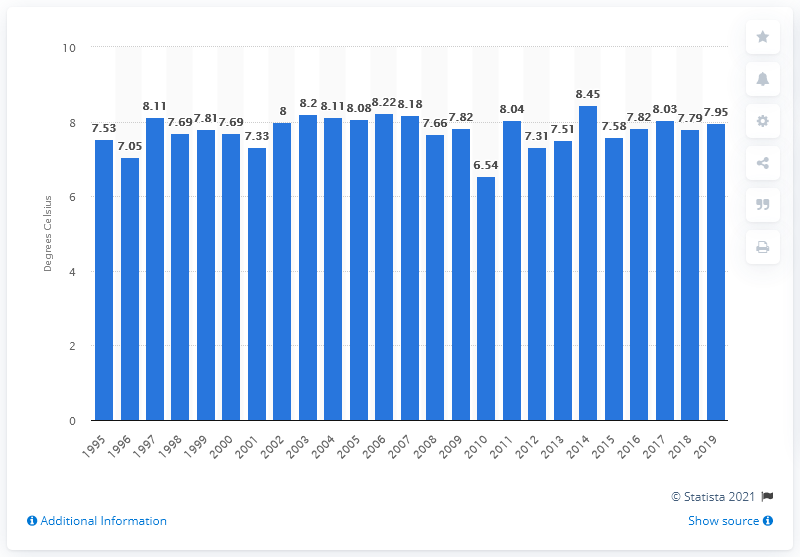 10
8
6
4
2
0
Degrees Celsius
7.53 7.05 8.11 7.69 7.81 7.69 7.33 8 8.2 8.11 8.08 8.22 8.18 7.66 7.82 6.54 8.04 7.31 7.51 8.45 7.58 7.82 8.03 7.79 7.95
1995 1996 1997 1998 1999 2000 2001 2002 2003 2004 2005 2006 2007 2008 2009 2010 2011 2012 2013 2014 2015 2016 2017 2018 2019
© Statista 2021
Additional Information
Show source